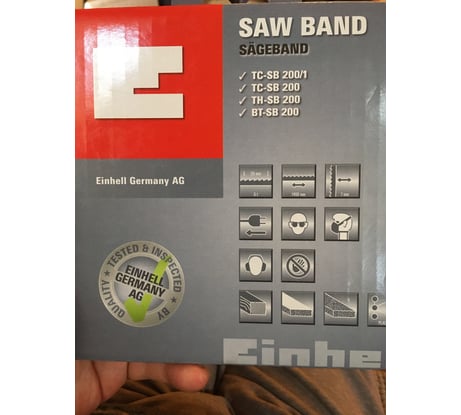 SAW BAND
SÄGEBAND
✓ TC-SB 200/1
✓ TC-SB 200
✓ TH-SB 200
✓ BT-SB 200
Einhell Germany AG
QUALITY TESTED & INSPECTED BY
EINHELL
GERMANY
AG
Einhe